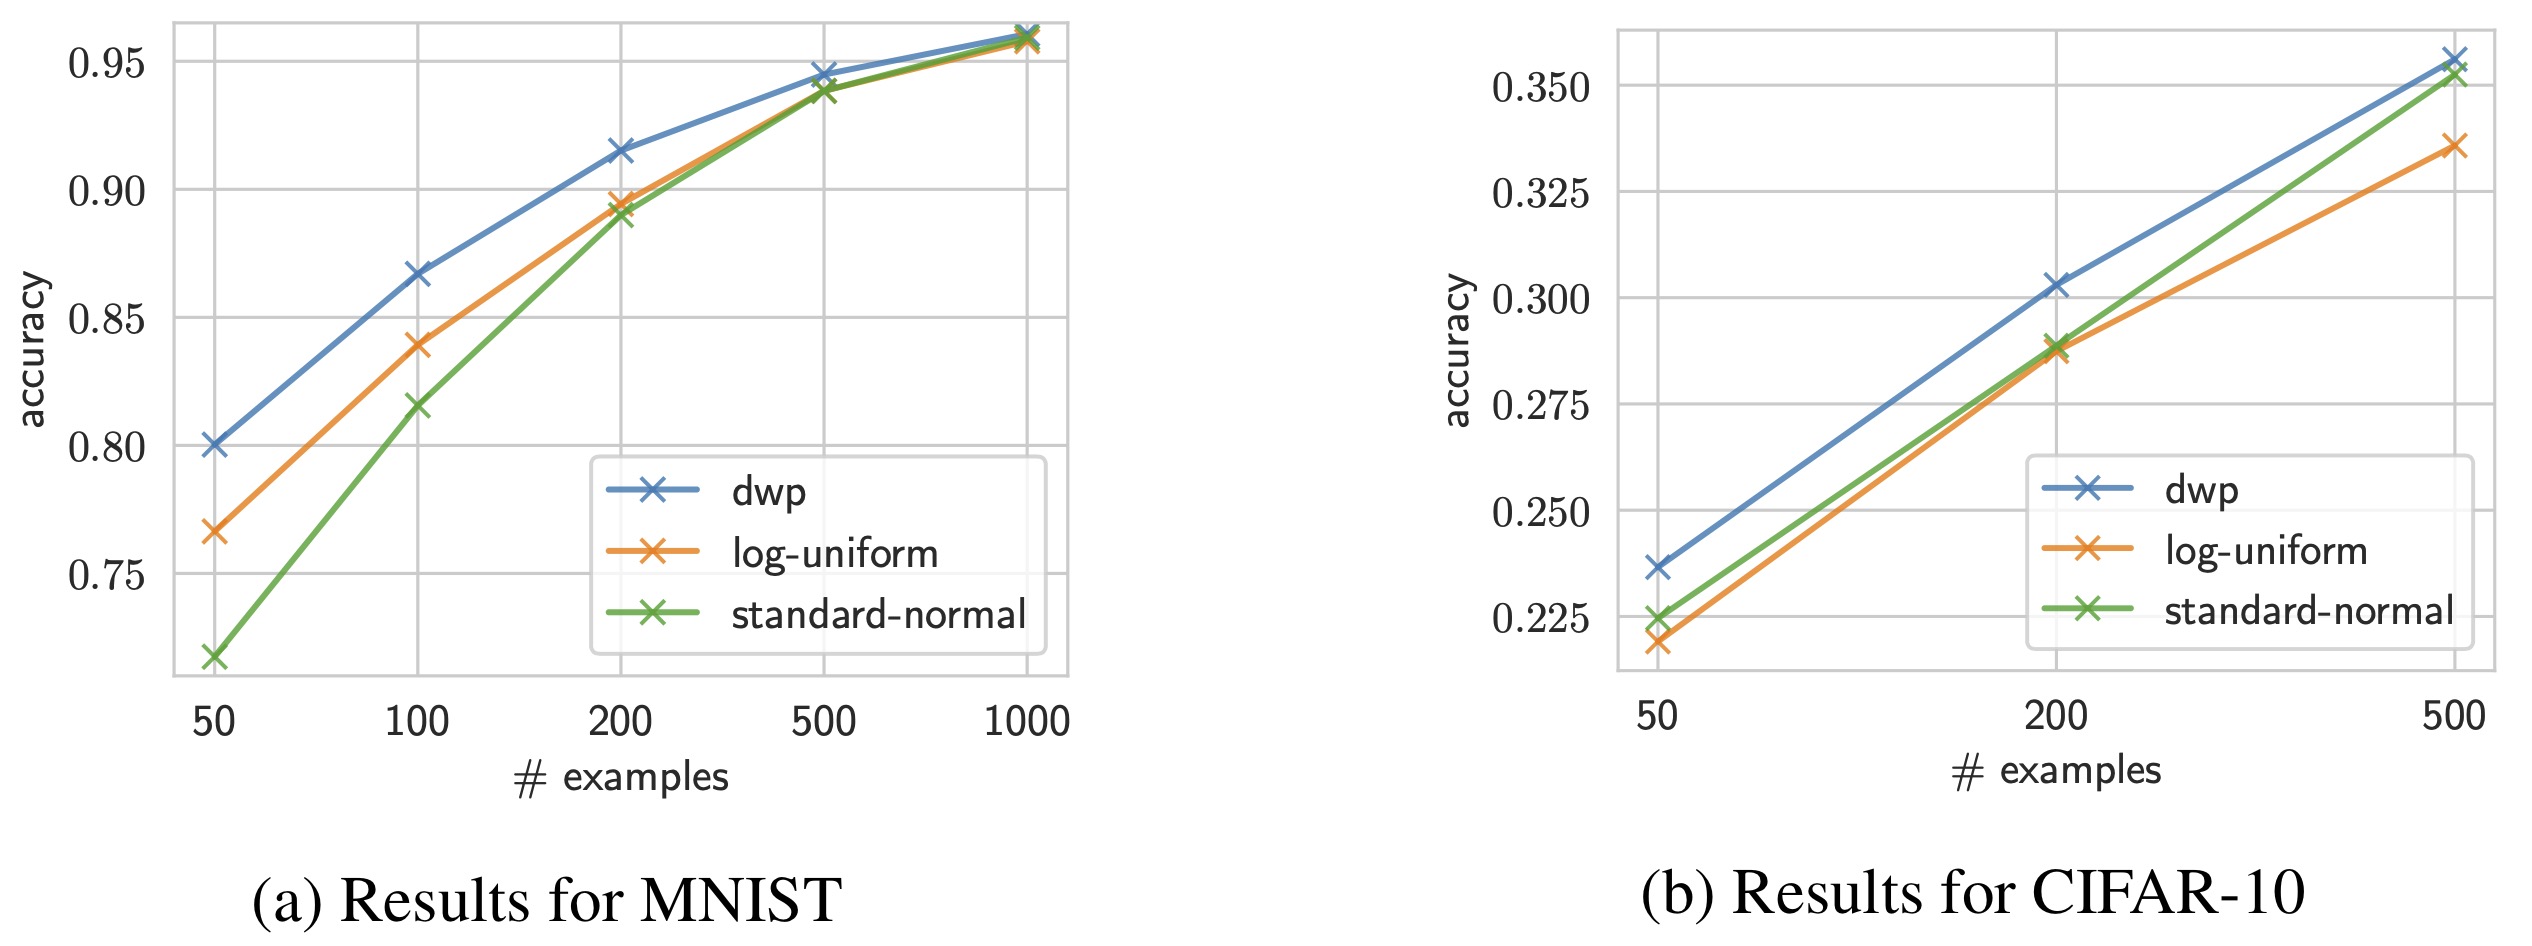 0.95
0.90
0.85
0.80
0.75
accuracy
50 100 200 500 1000
# examples
dwp
log-uniform
standard-normal
(a) Results for MNIST
0.350
0.325
0.300
0.275
0.250
0.225
accuracy
50 200 500
# examples
dwp
log-uniform
standard-normal
(b) Results for CIFAR-10